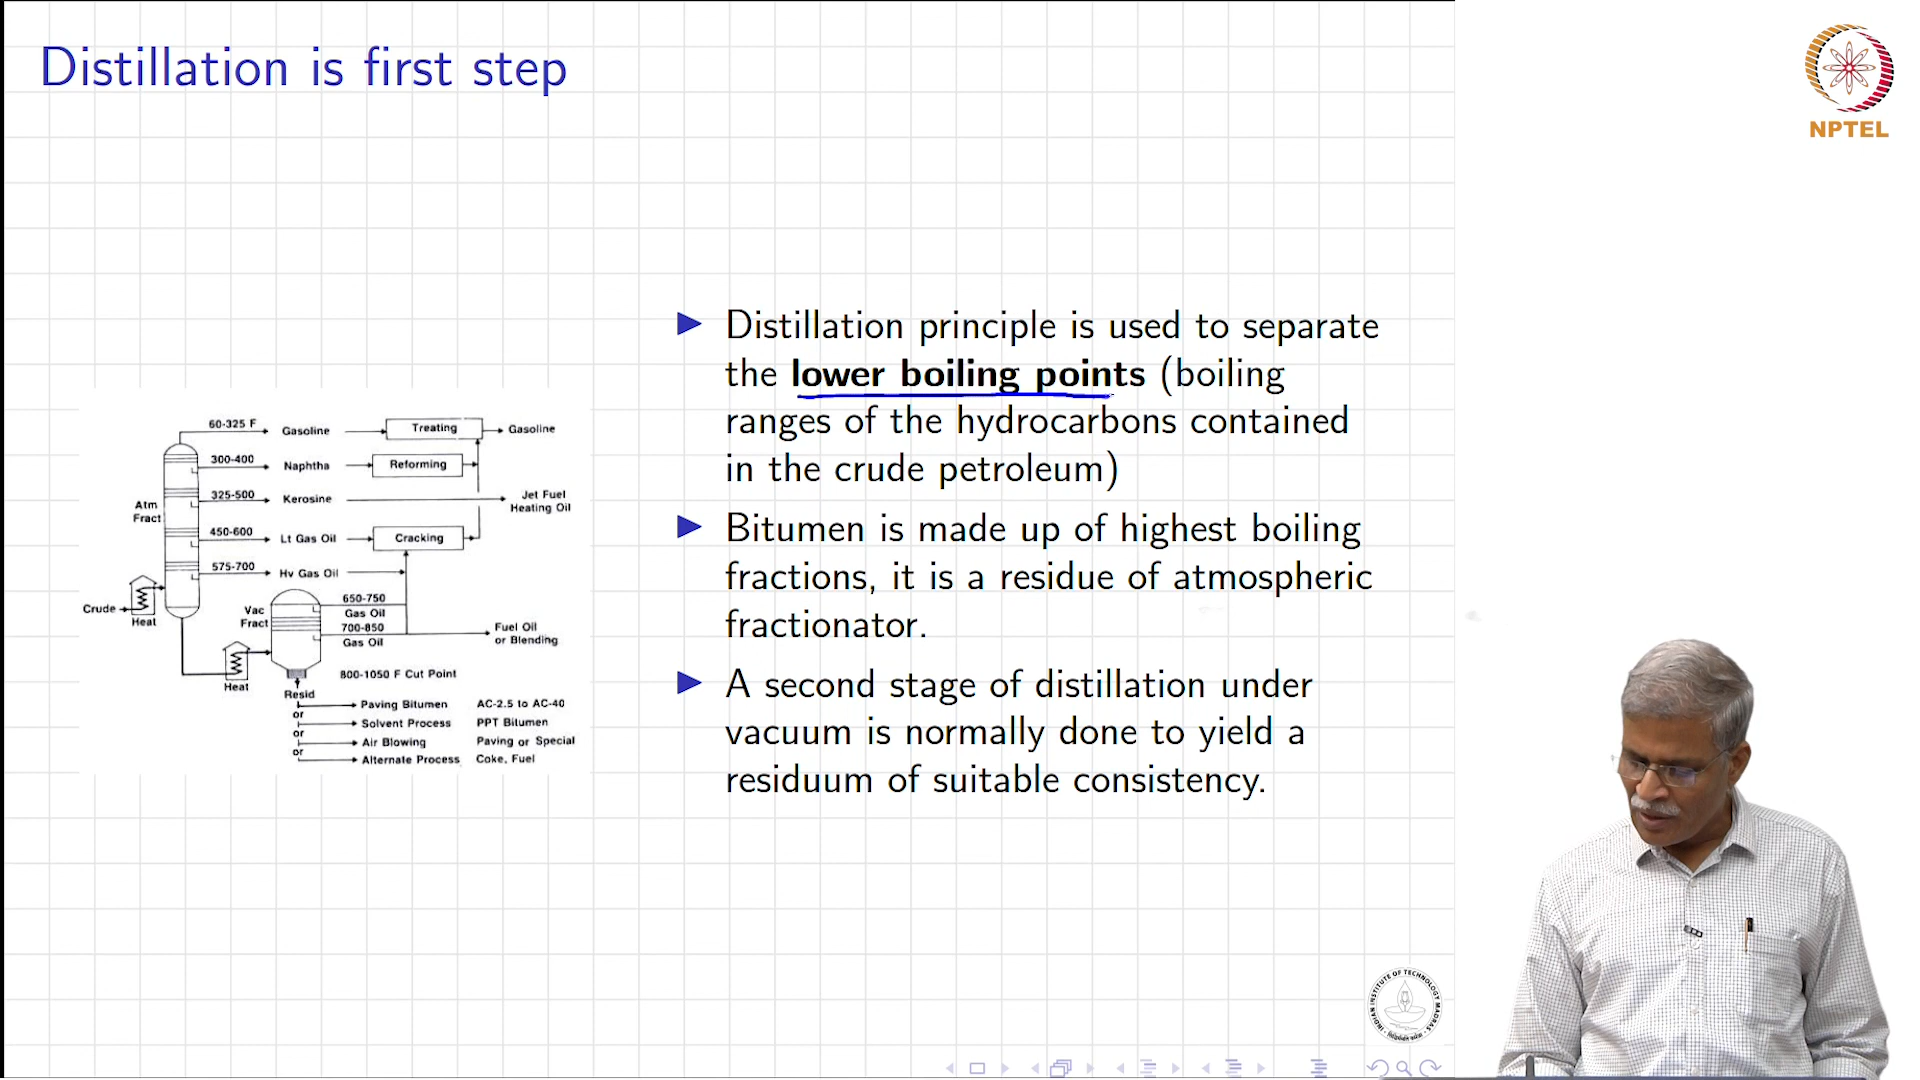 Distillation is first step
NPTEL
Distillation principle is used to separate
the lower boiling points (boiling
ranges of the hydrocarbons contained
in the crude petroleum)
Bitumen is made up of highest boiling
fractions, it is a residue of atmospheric
fractionator.
A second stage of distillation under
vacuum is normally done to yield a
residuum of suitable consistency.
60-325 F Gasoline Treating Gasoline
300-400 Naphtha Reforming
325-500 Kerosine Jet Fuel
Heating Oil
Atm
Fract
450-600 Lt Gas Oil Cracking
575-700 Hv Gas Oil
Crude
Heat
Vac
Fract
650-750
Gas Oil
700-850
Gas Oil
Fuel Oil
or Blending
Heat
800-1050 F Cut Point
Resid
Paving Bitumen AC-2.5 to AC-40
or
Solvent Process PPT Bitumen
or
Air Blowing Paving or Special
or
Alternate Process Coke, Fuel
INDIAN INSTITUTE OF TECHNOLOGY MADRAS